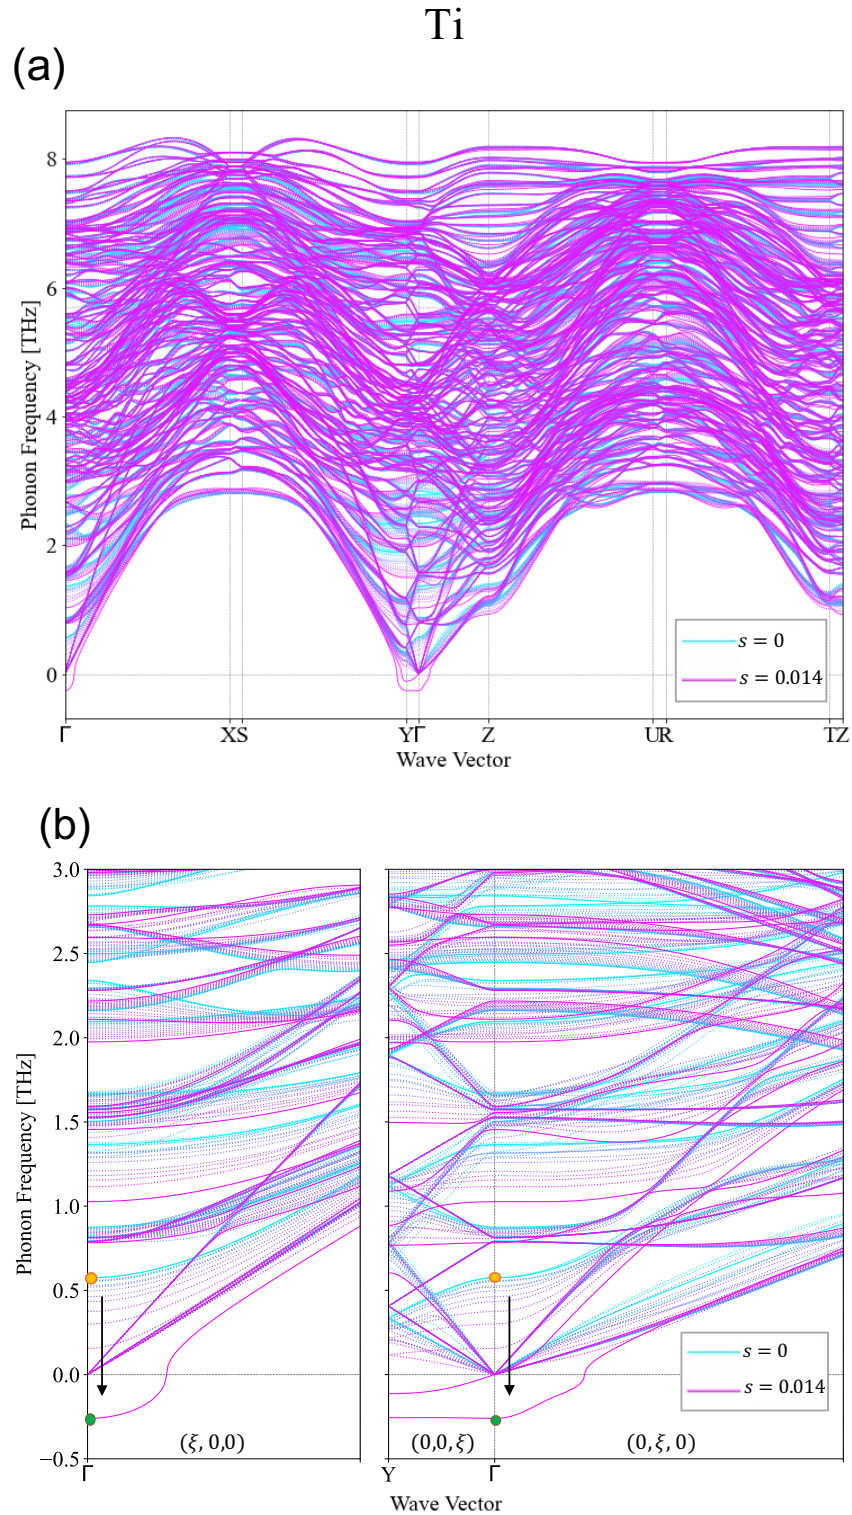 Ti
(a)
8
6
4
2
0
Phonon Frequency [THz]
s = 0
s = 0.014
Γ XS YΓ Z UR TZ
Wave Vector
(b)
3.0
2.5
2.0
1.5
1.0
0.5
0.0
−0.5
Phonon Frequency [THz]
s = 0
s = 0.014
(ξ, 0,0) (0,0, ξ) (0, ξ, 0)
Γ Y Γ
Wave Vector